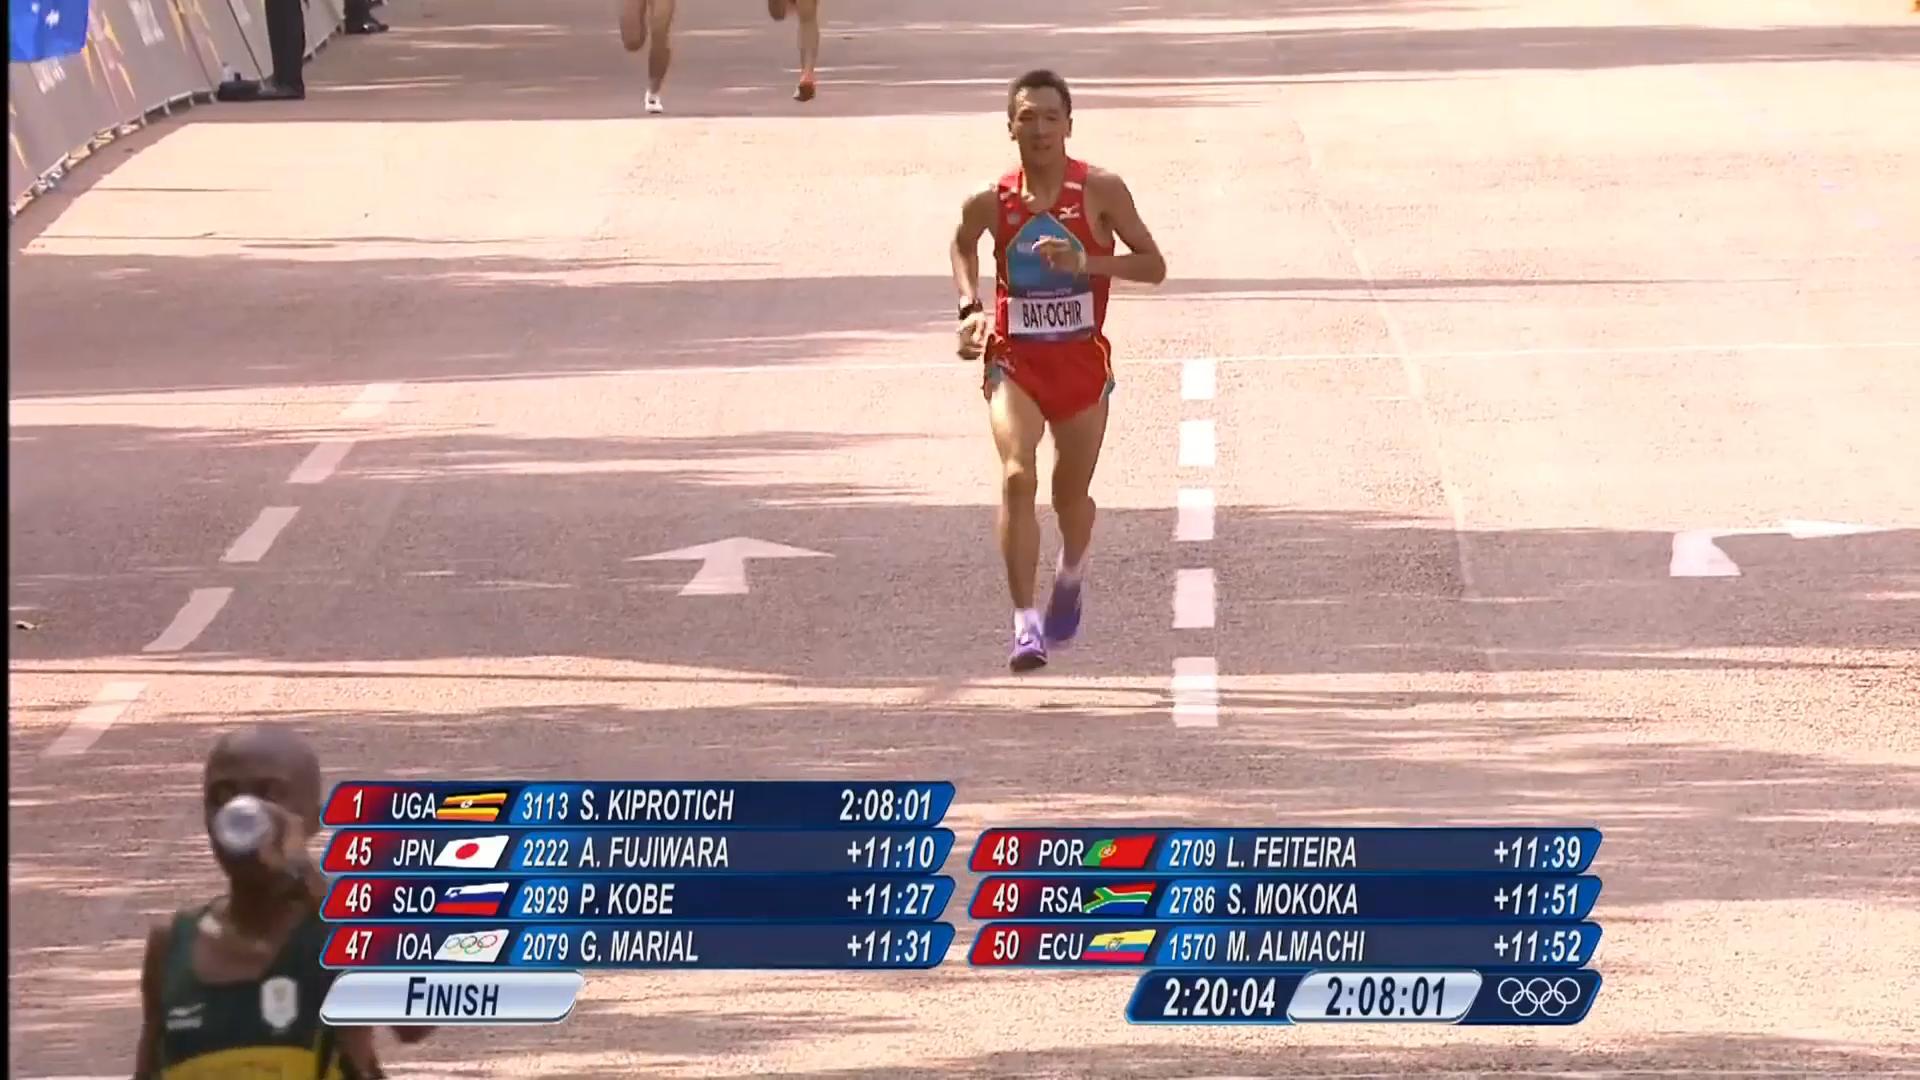 BAT-OCHIR
1 UGA 3113 S. KIPROTICH 2:08:01
45 JPN 2222 A. FUJIWARA +11:10
46 SLO 2929 P. KOBE +11:27
47 IOA 2079 G. MARIAL +11:31
48 POR 2709 L. FEITEIRA +11:39
49 RSA 2786 S. MOKOKA +11:51
50 ECU 1570 M. ALMACHI +11:52
FINISH
2:20:04 2:08:01